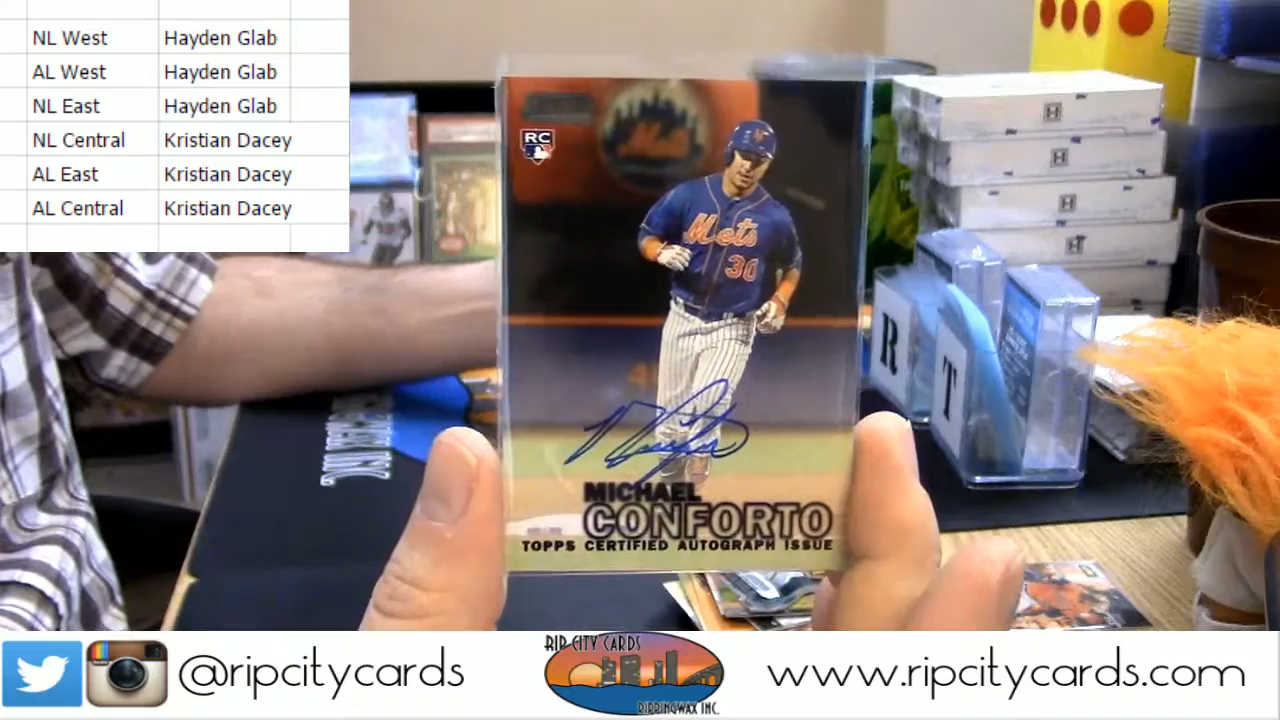 NL West Hayden Glab
AL West Hayden Glab
NL East Hayden Glab
NL Central Kristian Dacey
AL East Kristian Dacey
AL Central Kristian Dacey
RC
Mets
30
MICHAEL
CONFORTO
TOPPS CERTIFIED AUTOGRAPH ISSUE
H
H
H
H
R
T
@ripcitycards
RIP CITY CARDS
RIPPINGWAX INC.
www.ripcitycards.com